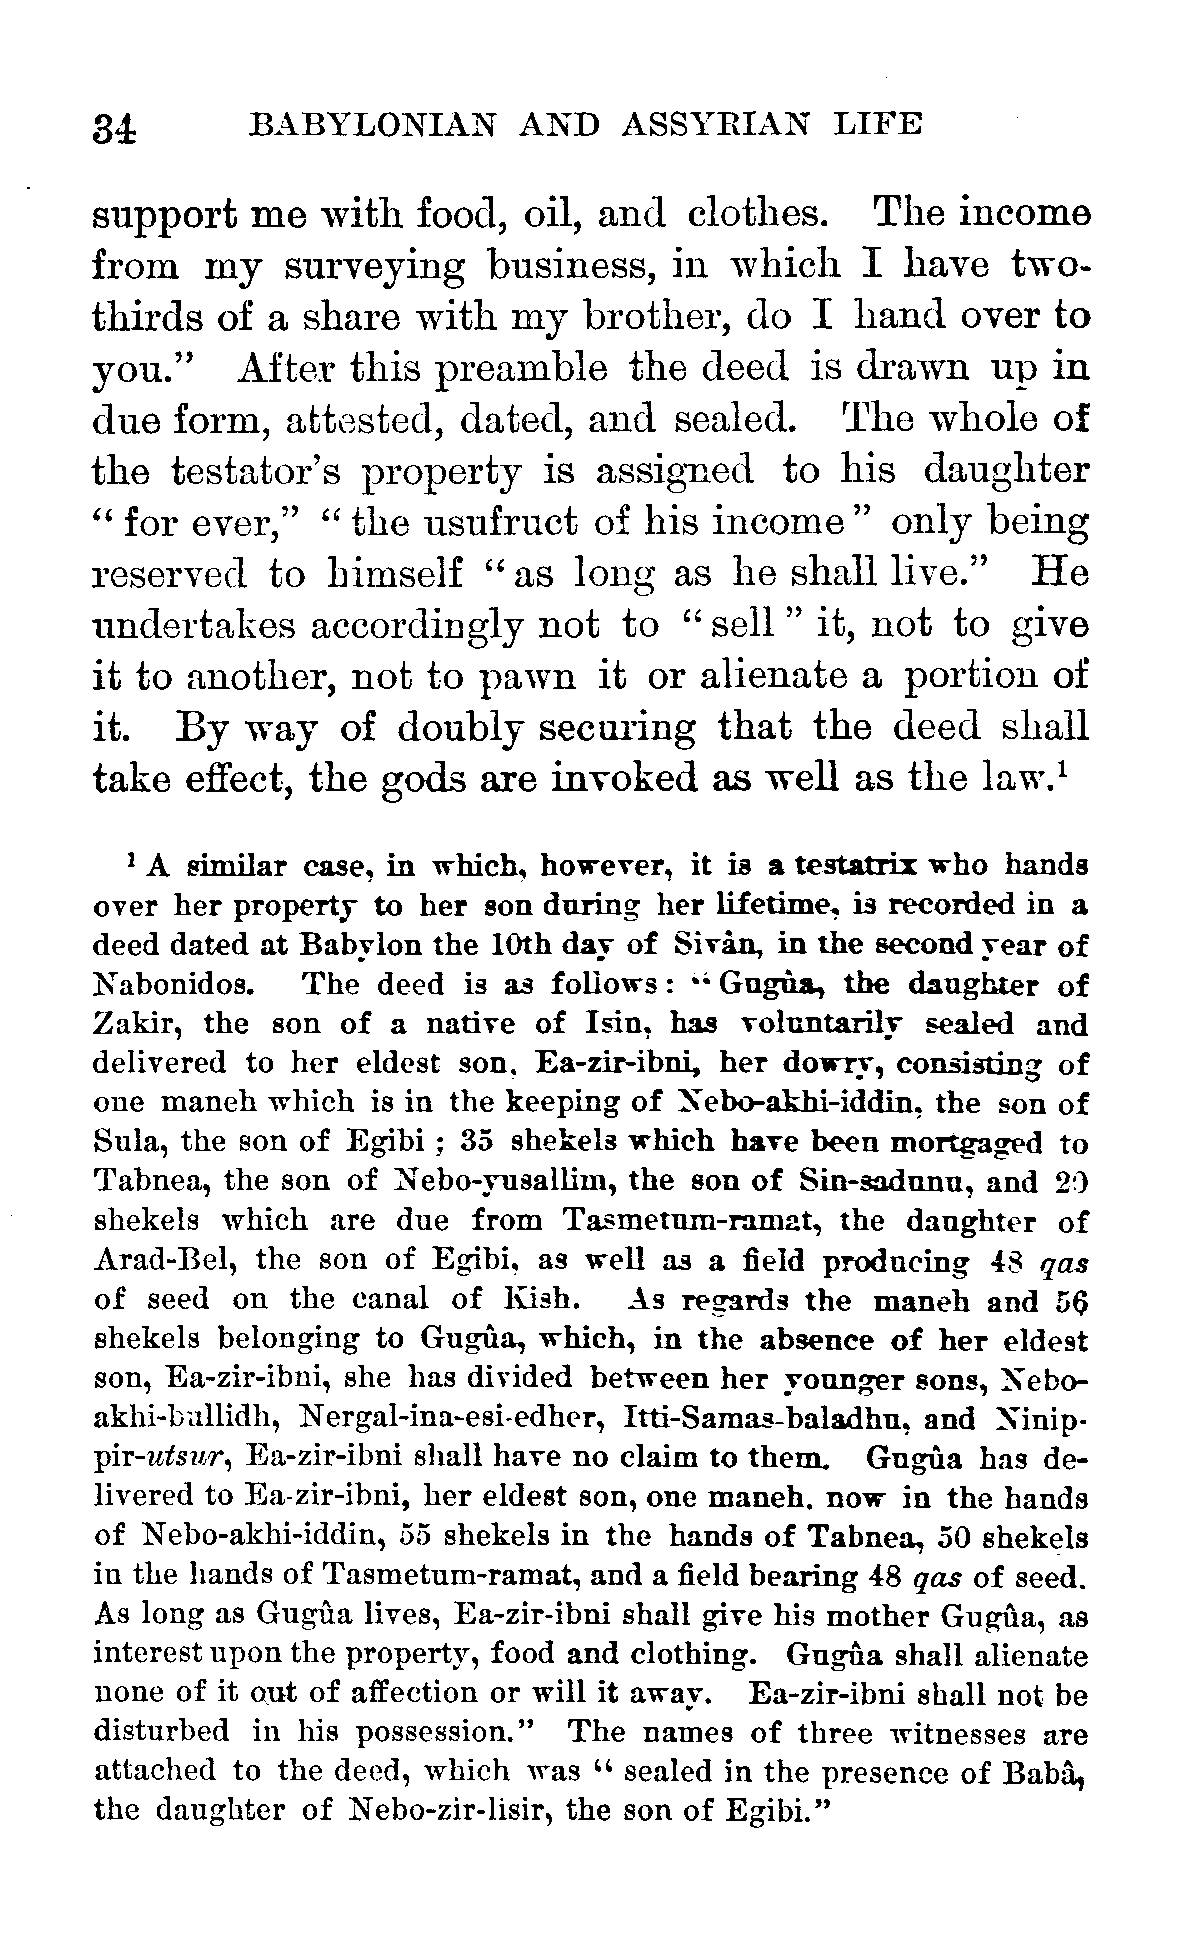 34 BABYLONIAN AND ASSYRIAN LIFE
support me with food, oil, and clothes. The income
from my surveying business, in which I have two-
thirds of a share with my brother, do I hand over to
you.” After this preamble the deed is drawn up in
due form, attested, dated, and sealed. The whole of
the testator’s property is assigned to his daughter
“ for ever,” “ the usufruct of his income ” only being
reserved to himself “ as long as he shall live.” He
undertakes accordingly not to “ sell ” it, not to give
it to another, not to pawn it or alienate a portion of
it. By way of doubly securing that the deed shall
take effect, the gods are invoked as well as the law.¹
¹ A similar case, in which, however, it is a testatrix who hands
over her property to her son during her lifetime, is recorded in a
deed dated at Babylon the 10th day of Sivân, in the second year of
Nabonidos. The deed is as follows : “ Gugûa, the daughter of
Zakir, the son of a native of Isin, has voluntarily sealed and
delivered to her eldest son, Ea-zir-ibni, her dowry, consisting of
one maneh which is in the keeping of Nebo-akhi-iddin, the son of
Sula, the son of Egibi ; 35 shekels which have been mortgaged to
Tabnea, the son of Nebo-yusallim, the son of Sin-sadunu, and 20
shekels which are due from Tasmetum-ramat, the daughter of
Arad-Bel, the son of Egibi, as well as a field producing 48 qas
of seed on the canal of Kish. As regards the maneh and 56
shekels belonging to Gugûa, which, in the absence of her eldest
son, Ea-zir-ibni, she has divided between her younger sons, Nebo-
akhi-bullidh, Nergal-ina-esi-edher, Itti-Samas-baladhu, and Ninip-
pir-utsur, Ea-zir-ibni shall have no claim to them. Gugûa has de-
livered to Ea-zir-ibni, her eldest son, one maneh, now in the hands
of Nebo-akhi-iddin, 55 shekels in the hands of Tabnea, 50 shekels
in the hands of Tasmetum-ramat, and a field bearing 48 qas of seed.
As long as Gugûa lives, Ea-zir-ibni shall give his mother Gugûa, as
interest upon the property, food and clothing. Gugûa shall alienate
none of it out of affection or will it away. Ea-zir-ibni shall not be
disturbed in his possession.” The names of three witnesses are
attached to the deed, which was “ sealed in the presence of Babâ,
the daughter of Nebo-zir-lisir, the son of Egibi.”